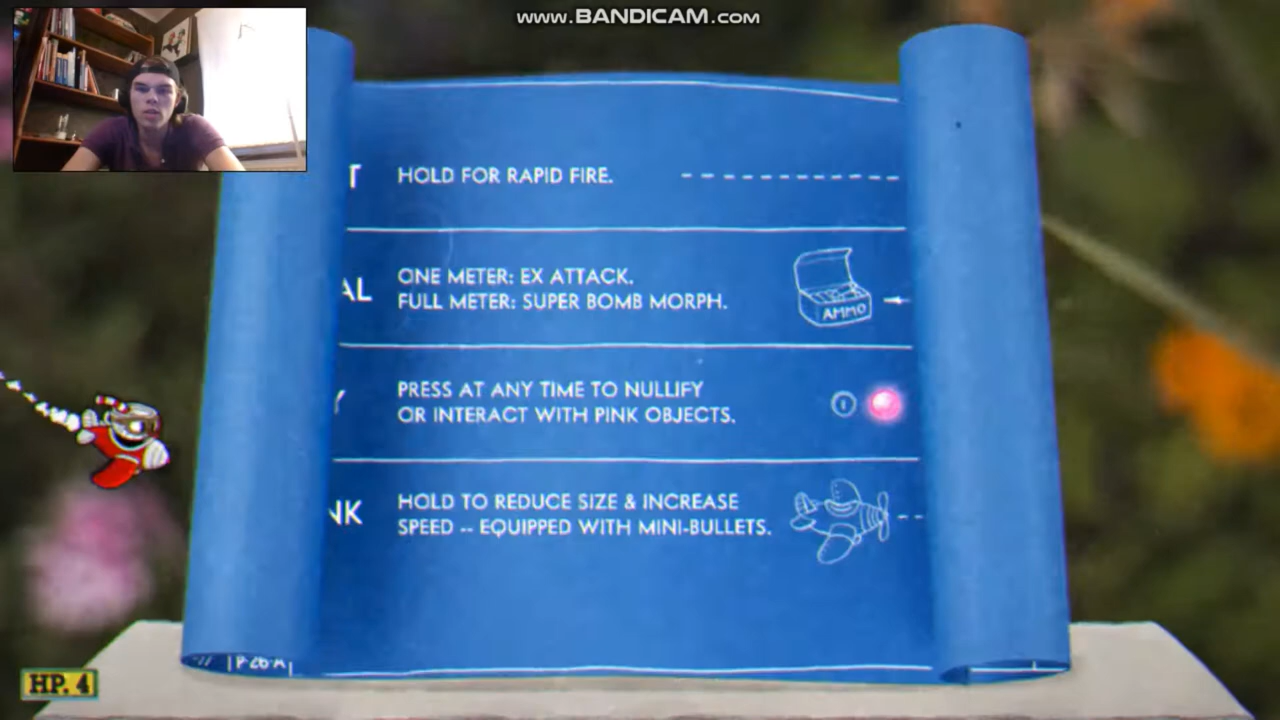 www.BANDICAM.com
T HOLD FOR RAPID FIRE.
AL ONE METER: EX ATTACK.
FULL METER: SUPER BOMB MORPH.
AMMO
Y PRESS AT ANY TIME TO NULLIFY
OR INTERACT WITH PINK OBJECTS.
NK HOLD TO REDUCE SIZE & INCREASE
SPEED -- EQUIPPED WITH MINI-BULLETS.
P-26-A
HP. 4